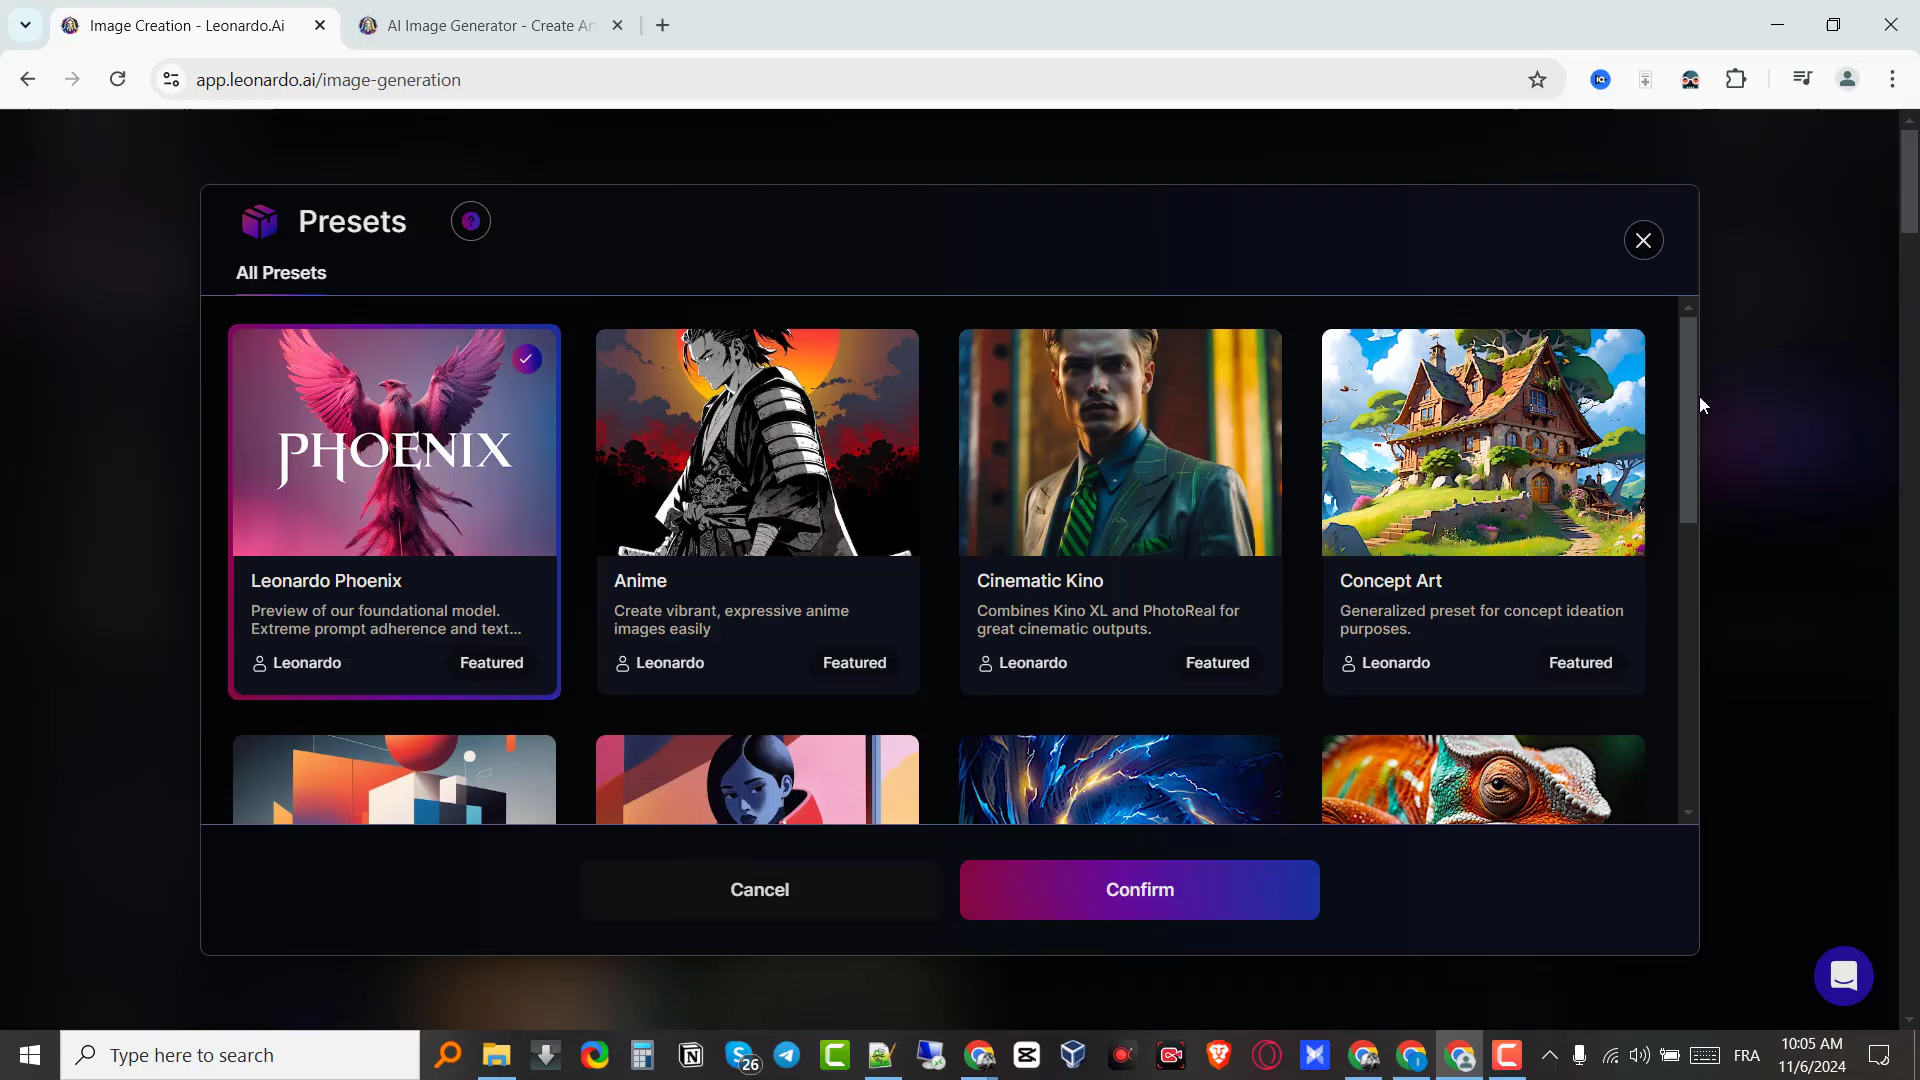 Image Creation - Leonardo.Ai
AI Image Generator - Create Ar
app.leonardo.ai/image-generation
Presets
?
All Presets
PHOENIX
Leonardo Phoenix
Preview of our foundational model.
Extreme prompt adherence and text...
Leonardo
Featured
Anime
Create vibrant, expressive anime
images easily
Leonardo
Featured
Cinematic Kino
Combines Kino XL and PhotoReal for
great cinematic outputs.
Leonardo
Featured
Concept Art
Generalized preset for concept ideation
purposes.
Leonardo
Featured
Cancel
Confirm
Type here to search
26
FRA
10:05 AM
11/6/2024